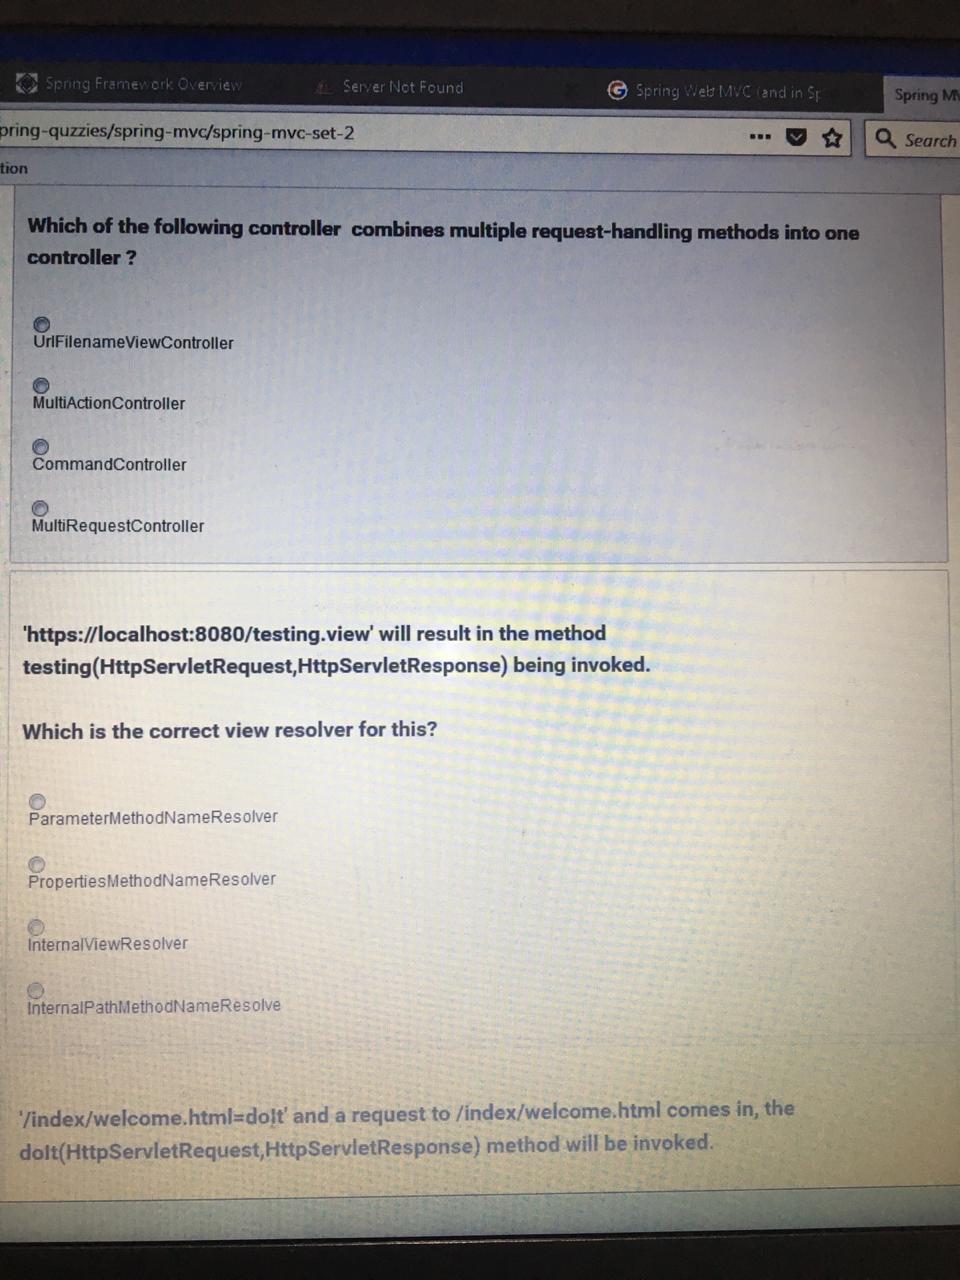 Spring Framework Overview
Server Not Found
Spring Web MVC (and in Sp
Spring MV
pring-quzzies/spring-mvc/spring-mvc-set-2
Search
tion
Which of the following controller combines multiple request-handling methods into one
controller ?
UrlFilenameViewController
MultiActionController
CommandController
MultiRequestController
'https://localhost:8080/testing.view' will result in the method
testing(HttpServletRequest,HttpServletResponse) being invoked.
Which is the correct view resolver for this?
ParameterMethodNameResolver
PropertiesMethodNameResolver
InternalViewResolver
InternalPathMethodNameResolve
'/index/welcome.html=doIt' and a request to /index/welcome.html comes in, the
doIt(HttpServletRequest,HttpServletResponse) method will be invoked.